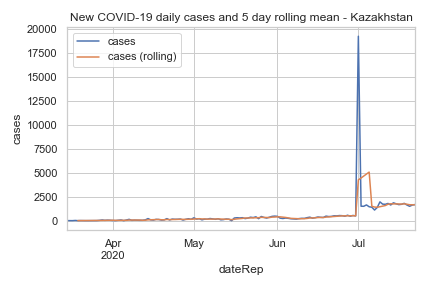 New COVID-19 daily cases and 5 day rolling mean - Kazakhstan
20000
17500
15000
12500
10000
7500
5000
2500
0
cases
cases (rolling)
cases
Apr
2020
May
Jun
Jul
dateRep